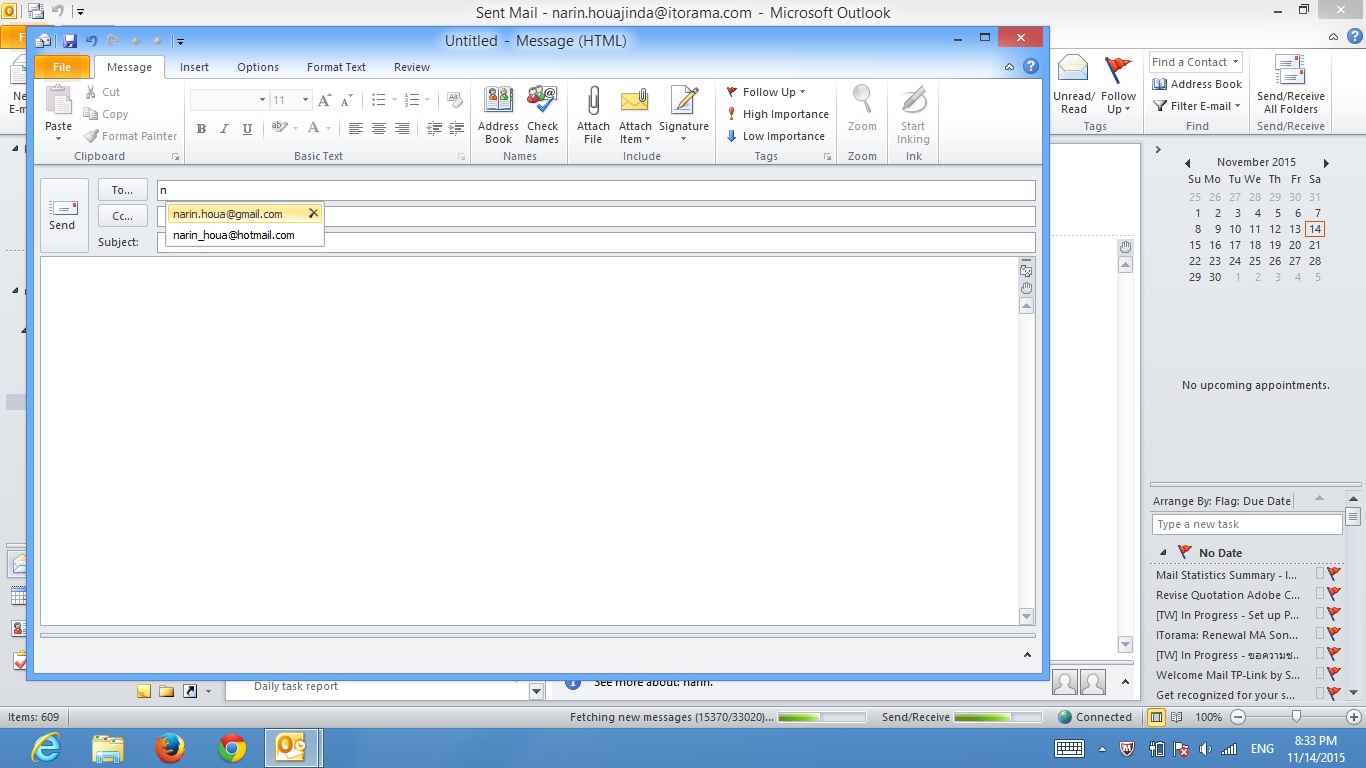 Sent Mail - narin.houajinda@itorama.com - Microsoft Outlook
Untitled - Message (HTML)
File Message Insert Options Format Text Review
Paste
Cut
Copy
Format Painter
Clipboard
11
B I U
Basic Text
Address Book
Check Names
Names
Attach File
Attach Item
Signature
Include
Follow Up
High Importance
Low Importance
Tags
Zoom
Zoom
Start Inking
Ink
Unread/ Read
Follow Up
Tags
Find a Contact
Address Book
Filter E-mail
Find
Send/Receive All Folders
Send/Receive
Send
To... n
Cc...
Subject:
narin.houa@gmail.com
narin_houa@hotmail.com
November 2015
Su Mo Tu We Th Fr Sa
25 26 27 28 29 30 31
1 2 3 4 5 6 7
8 9 10 11 12 13 14
15 16 17 18 19 20 21
22 23 24 25 26 27 28
29 30 1 2 3 4 5
No upcoming appointments.
Arrange By: Flag: Due Date
Type a new task
No Date
Mail Statistics Summary - I...
Revise Quotation Adobe C...
[TW] In Progress - Set up P...
ITorama: Renewal MA Son...
[TW] In Progress - ขอความช...
Welcome Mail TP-Link by S...
Get recognized for your s...
Daily task report
See more about: narin.
Items: 609
Fetching new messages (15370/33020)...
Send/Receive
Connected
100%
ENG
8:33 PM
11/14/2015